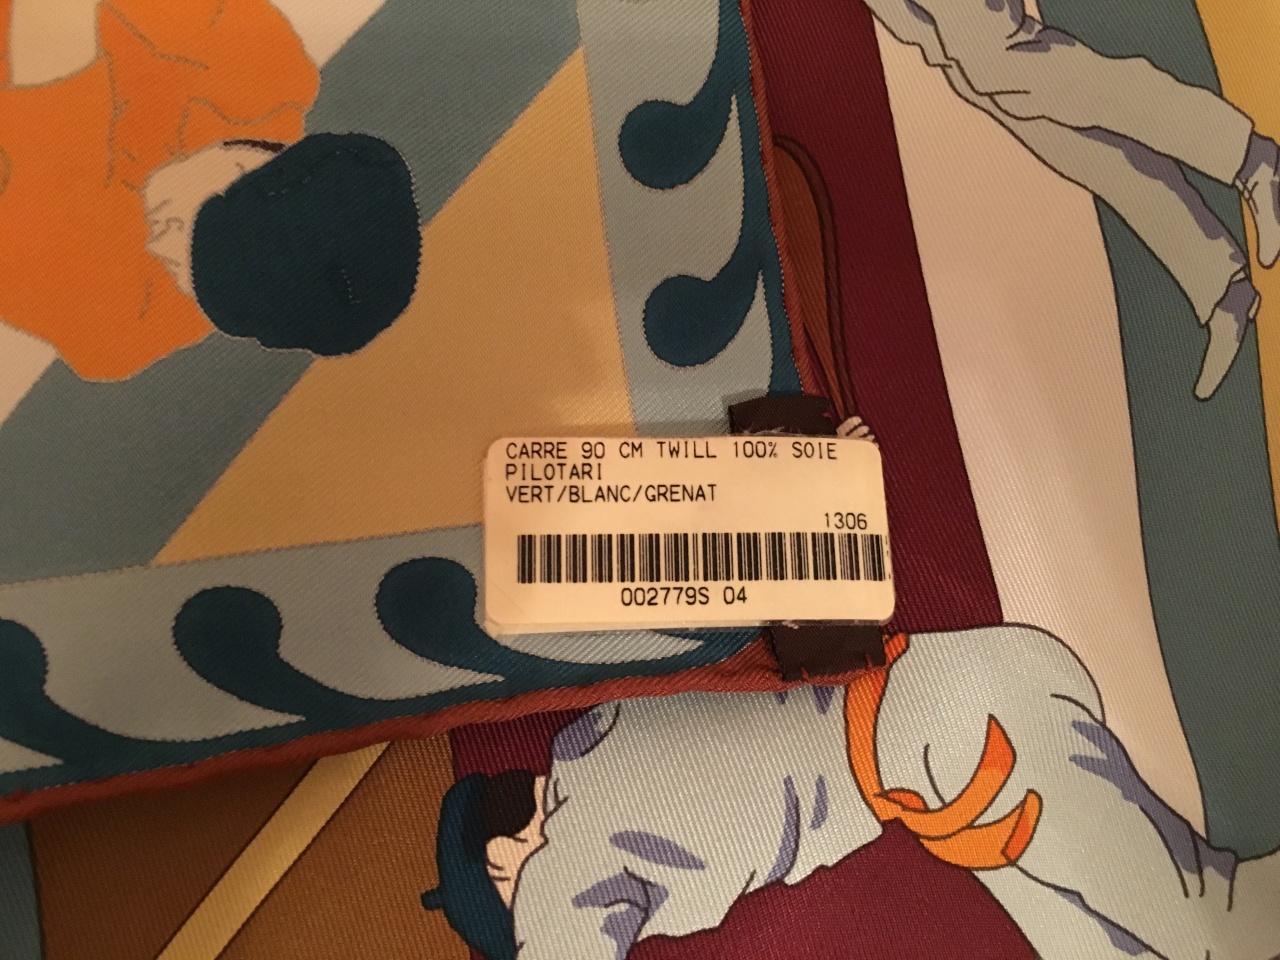 CARRE 90 CM TWILL 100% SOIE
PILOTARI
VERT/BLANC/GRENAT
1306
002779S 04